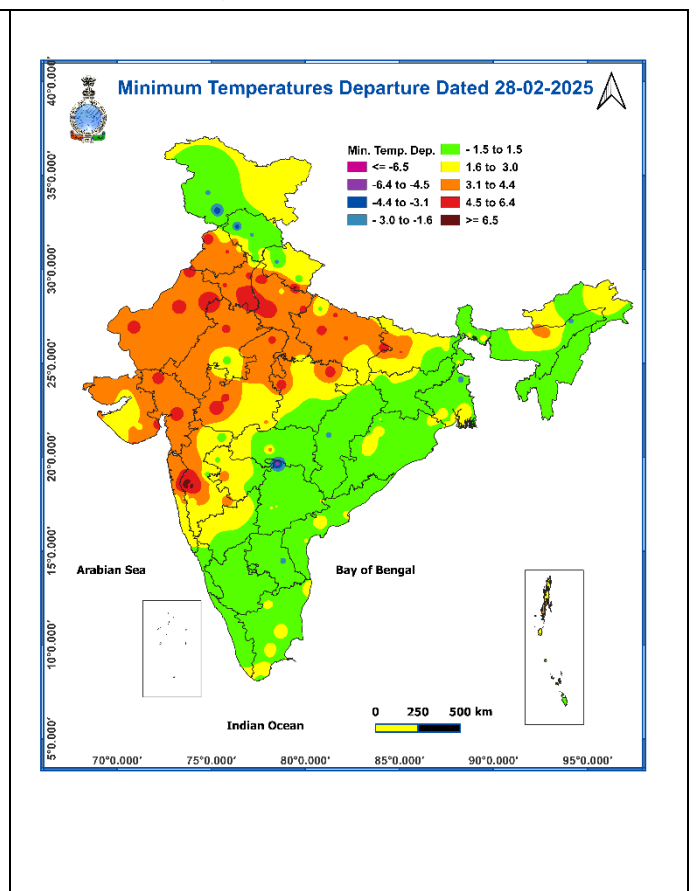 Minimum Temperatures Departure Dated 28-02-2025
Min. Temp. Dep.
<= -6.5
-6.4 to -4.5
-4.4 to -3.1
- 3.0 to -1.6
- 1.5 to 1.5
1.6 to 3.0
3.1 to 4.4
4.5 to 6.4
>= 6.5
40°0.000'
35°0.000'
30°0.000'
25°0.000'
20°0.000'
15°0.000'
10°0.000'
5°0.000'
Arabian Sea
Bay of Bengal
Indian Ocean
0 250 500 km
70°0.000' 75°0.000' 80°0.000' 85°0.000' 90°0.000' 95°0.000'